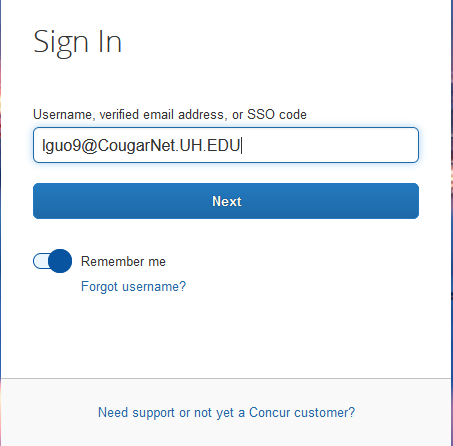 Sign In
Username, verified email address, or SSO code
lguo9@CougarNet.UH.EDU
Next
Remember me
Forgot username?
Need support or not yet a Concur customer?